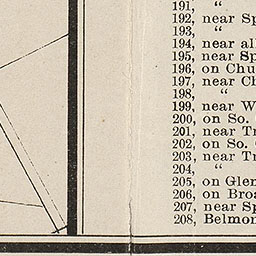 191, "
192, near Sp
193, "
194, near al
195, near Sp
196, on Chu
197, near Ch
198, "
199, near W
200, on So.
201, near Tr
202, on So.
203, near Tr
204, "
205, on Glen
206, on Broa
207, near Sp
208, Belmon